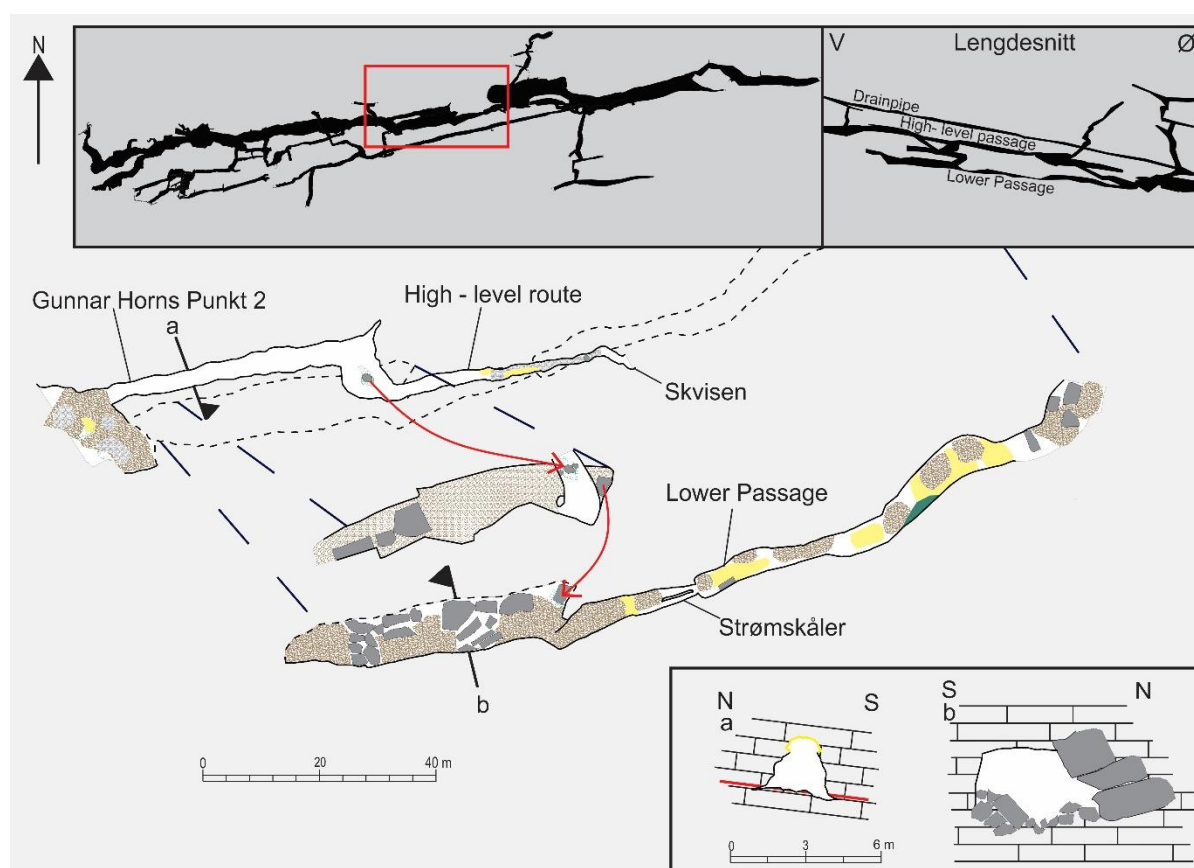 N
V Lengdesnitt Ø
Drainpipe
High- level passage
Lower Passage
Gunnar Horns Punkt 2
High - level route
a
Skvisen
Lower Passage
Strømskåler
b
0 20 40 m
N S
a
S N
b
0 3 6 m